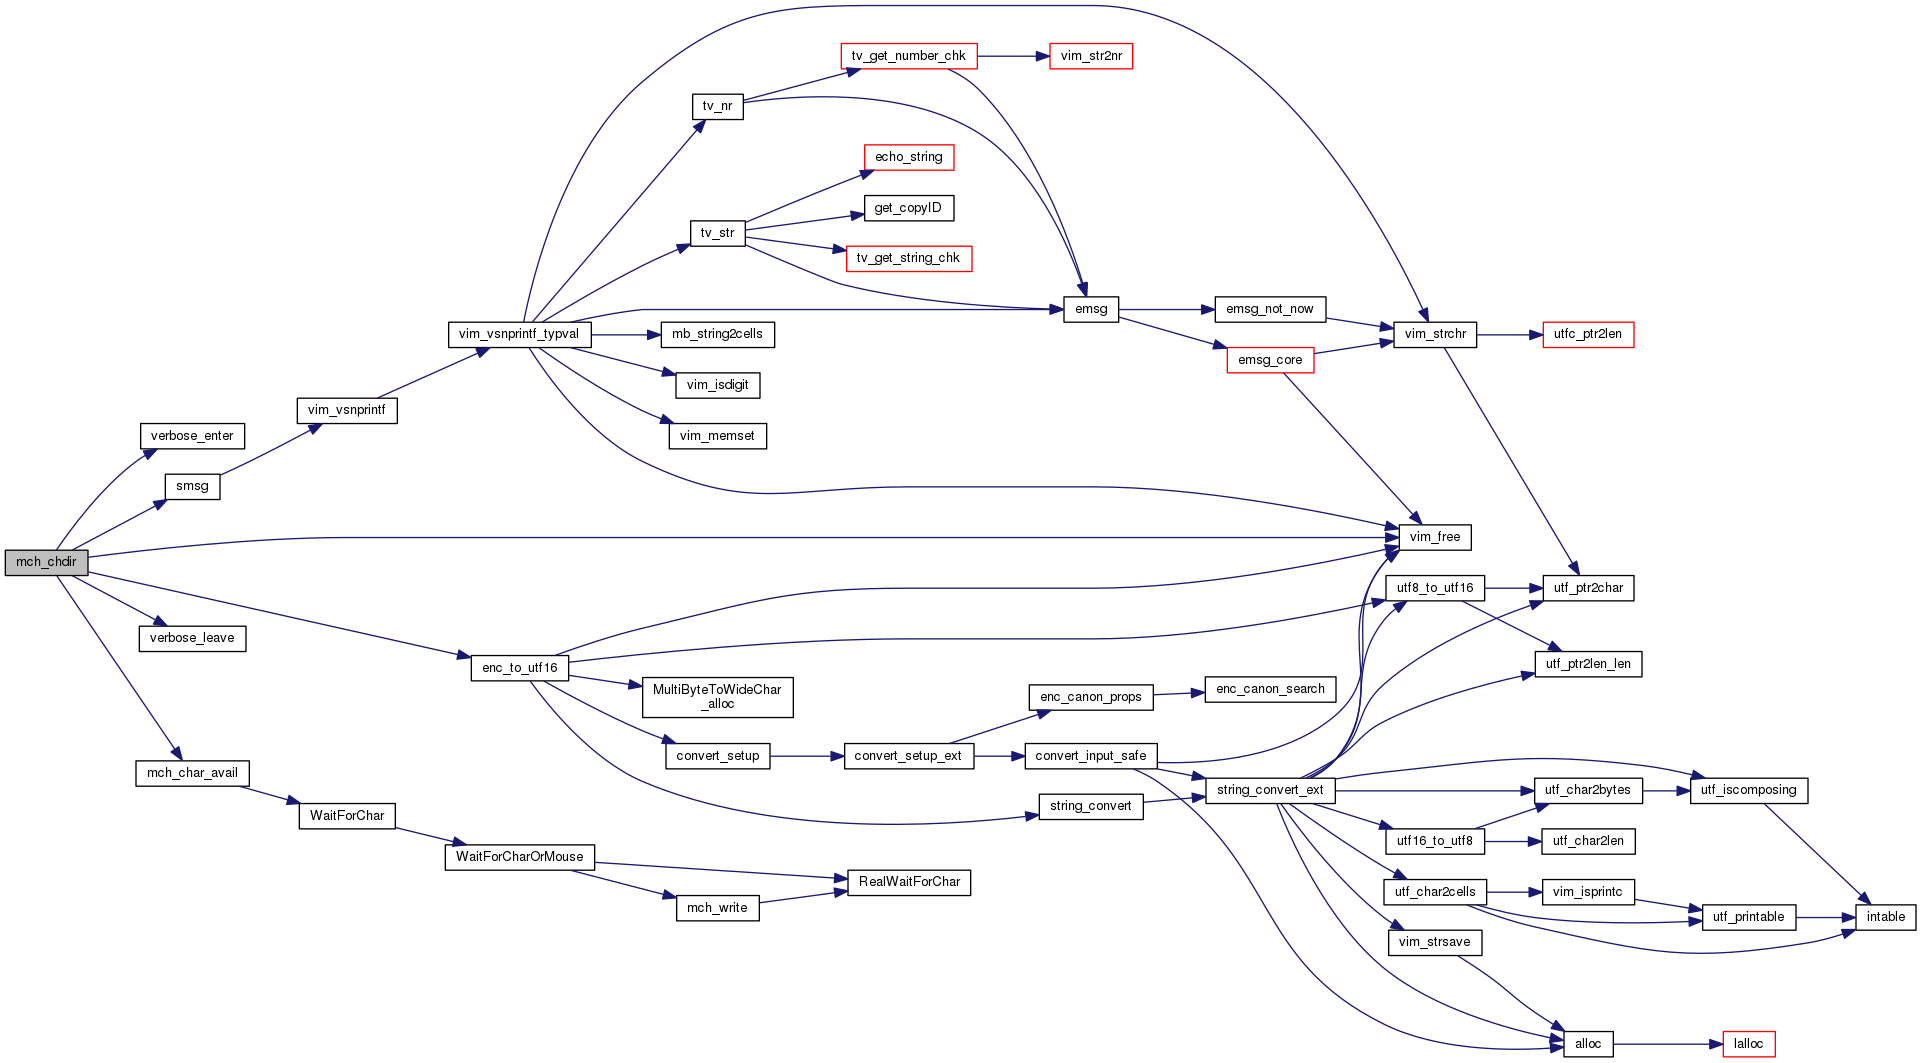 tv_get_number_chk
vim_str2nr
tv_nr
echo_string
get_copyID
tv_str
tv_get_string_chk
emsg
emsg_not_now
vim_vsnprintf_typval
mb_string2cells
vim_strchr
utfc_ptr2len
emsg_core
vim_isdigit
vim_vsnprintf
verbose_enter
vim_memset
smsg
vim_free
mch_chdir
utf8_to_utf16
utf_ptr2char
verbose_leave
enc_to_utf16
utf_ptr2len_len
MultiByteToWideChar
_alloc
enc_canon_props
enc_canon_search
convert_setup
convert_setup_ext
convert_input_safe
mch_char_avail
string_convert_ext
utf_char2bytes
utf_iscomposing
string_convert
WaitForChar
utf16_to_utf8
utf_char2len
WaitForCharOrMouse
RealWaitForChar
utf_char2cells
vim_isprintc
mch_write
utf_printable
intable
vim_strsave
alloc
lalloc